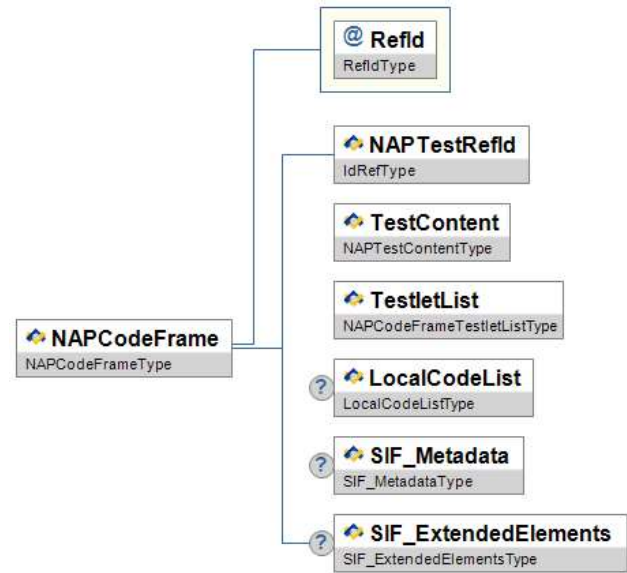 @ RefId
RefIdType
NAPTestRefId
IdRefType
TestContent
NAPTestContentType
TestletList
NAPCodeFrameTestletListType
NAPCodeFrame
NAPCodeFrameType
? LocalCodeList
LocalCodeListType
? SIF_Metadata
SIF_MetadataType
? SIF_ExtendedElements
SIF_ExtendedElementsType